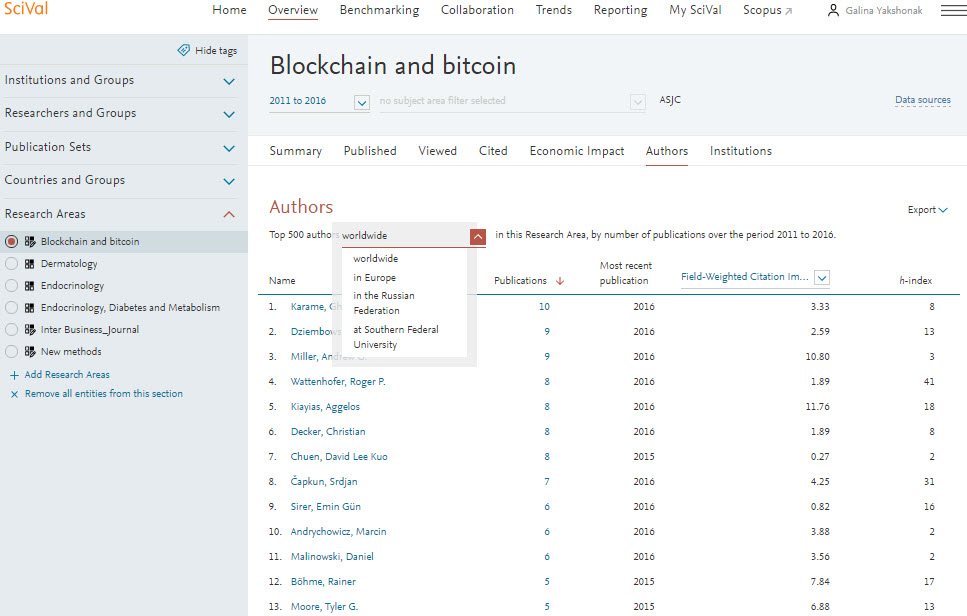 SciVal
Home Overview Benchmarking Collaboration Trends Reporting My SciVal Scopus Galina Yakshonak
Hide tags
Institutions and Groups
Researchers and Groups
Publication Sets
Countries and Groups
Research Areas
Blockchain and bitcoin
Dermatology
Endocrinology
Endocrinology, Diabetes and Metabolism
Inter Business_Journal
New methods
Add Research Areas
Remove all entities from this section
Blockchain and bitcoin
2011 to 2016 no subject area filter selected ASJC Data sources
Summary Published Viewed Cited Economic Impact Authors Institutions
Authors
Export
Top 500 authors worldwide in this Research Area, by number of publications over the period 2011 to 2016.
worldwide
in Europe
in the Russian
Federation
at Southern Federal
University
Name Publications Most recent publication Field-Weighted Citation Im... h-index
1. Karame, 10 2016 3.33 8
2. 9 2016 2.59 13
3. Miller, Andrew 9 2016 10.80 3
4. Wattenhofer, Roger P. 8 2016 1.89 41
5. Kiayias, Aggelos 8 2016 11.76 18
6. Decker, Christian 8 2016 1.89 8
7. Chuen, David Lee Kuo 8 2015 0.27 2
8. Čapkun, Srdjan 7 2016 4.25 31
9. Sirer, Emin Gün 6 2016 0.82 16
10. Andrychowicz, Marcin 6 2016 3.88 2
11. Malinowski, Daniel 6 2016 3.56 2
12. Böhme, Rainer 5 2015 7.84 17
13. Moore, Tyler G. 5 2015 6.88 13